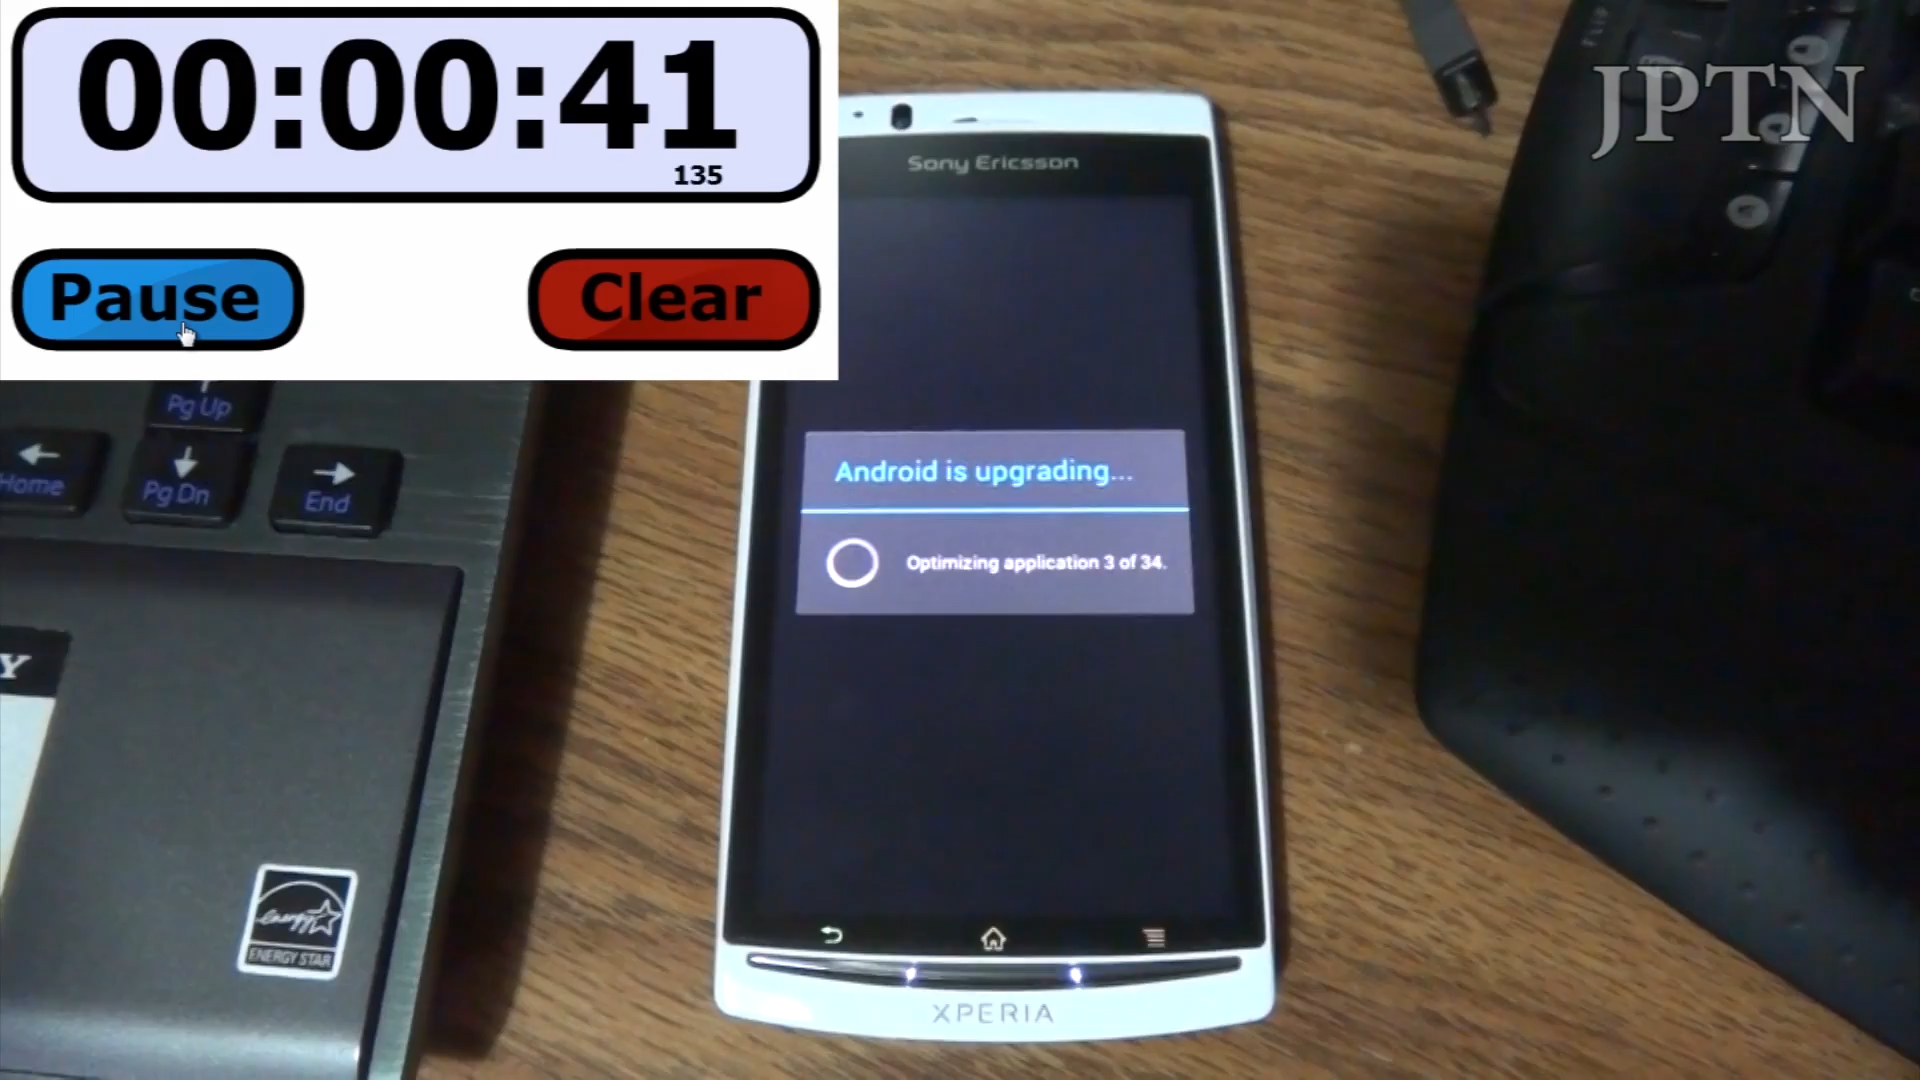 00:00:41
135
Pause
Clear
JPTN
Sony Ericsson
Pg Up
Home
Pg Dn
End
Android is upgrading...
Optimizing application 3 of 34.
Y
energy
ENERGY STAR
XPERIA